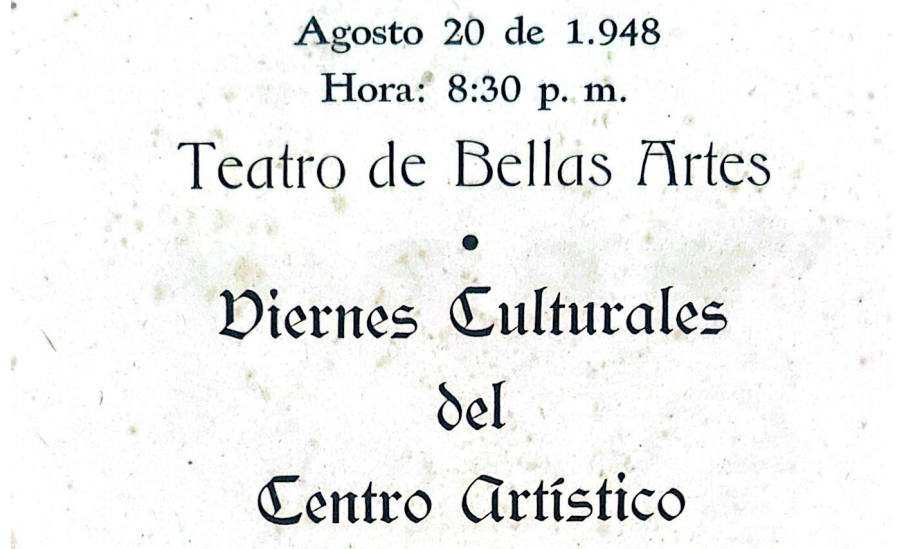 Agosto 20 de 1.948
Hora: 8:30 p. m.
Teatro de Bellas Artes
•
Viernes Culturales
del
Centro Artístico